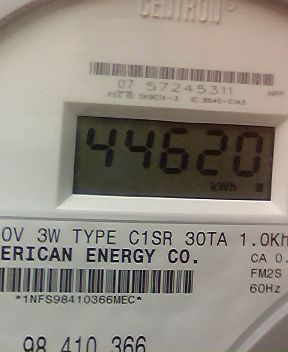 CENTRON®
07 57245311
44620
kWh
0V 3W TYPE C1SR 30TA 1.0Kh
ERICAN ENERGY CO.
CA 0.
FM2S
60Hz
*1NFS98410366MEC*
98 410 366